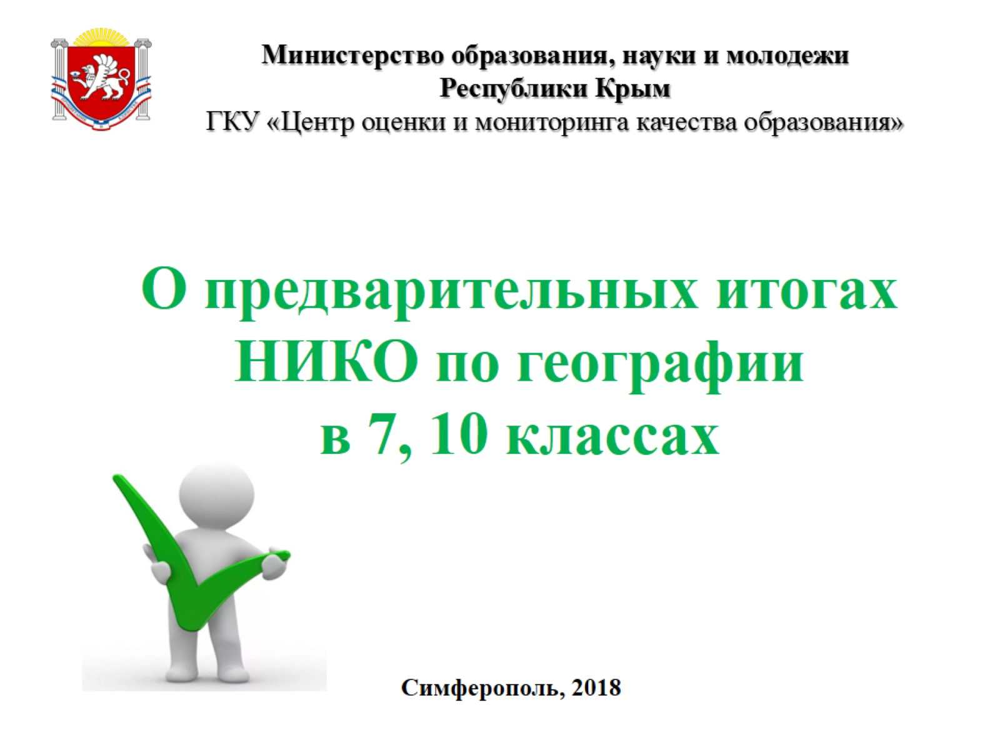 Министерство образования, науки и молодежи
Республики Крым
ГКУ «Центр оценки и мониторинга качества образования»
О предварительных итогах
НИКО по географии
в 7, 10 классах
Симферополь, 2018